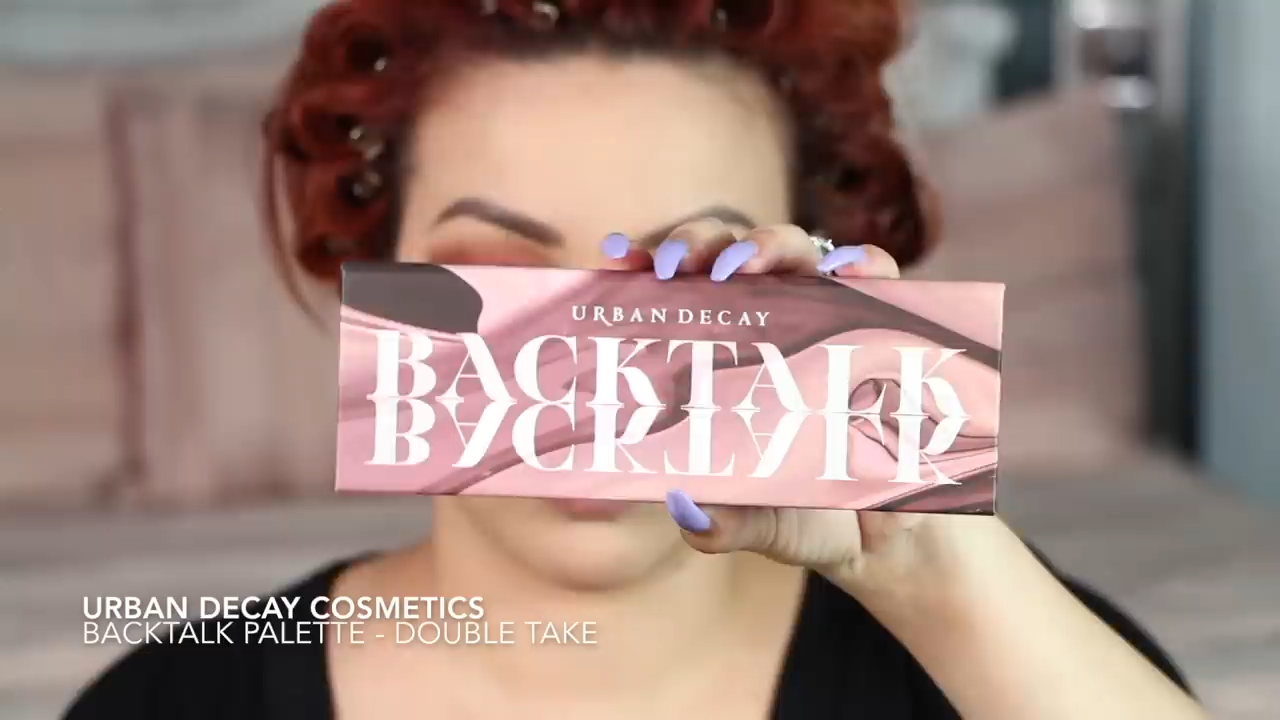 URBAN DECAY
BACKTALK
URBAN DECAY COSMETICS
BACKTALK PALETTE - DOUBLE TAKE